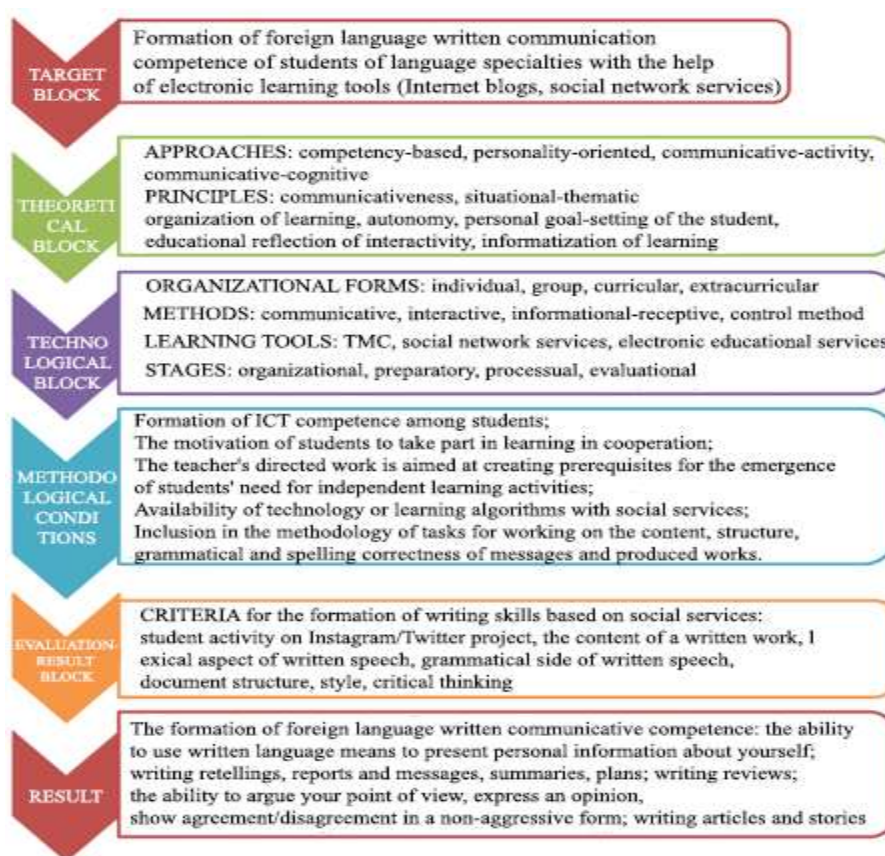 TARGET
BLOCK
Formation of foreign language written communication
competence of students of language specialties with the help
of electronic learning tools (Internet blogs, social network services)
THEORETI
CAL
BLOCK
APPROACHES: competency-based, personality-oriented, communicative-activity,
communicative-cognitive
PRINCIPLES: communicativeness, situational-thematic
organization of learning, autonomy, personal goal-setting of the student,
educational reflection of interactivity, informatization of learning
TECHNO
LOGICAL
BLOCK
ORGANIZATIONAL FORMS: individual, group, curricular, extracurricular
METHODS: communicative, interactive, informational-receptive, control method
LEARNING TOOLS: TMC, social network services, electronic educational services
STAGES: organizational, preparatory, processual, evaluational
METHODO
LOGICAL
CONDI
TIONS
Formation of ICT competence among students;
The motivation of students to take part in learning in cooperation;
The teacher's directed work is aimed at creating prerequisites for the emergence
of students' need for independent learning activities;
Availability of technology or learning algorithms with social services;
Inclusion in the methodology of tasks for working on the content, structure,
grammatical and spelling correctness of messages and produced works.
EVALUATION-
RESULT
BLOCK
CRITERIA for the formation of writing skills based on social services:
student activity on Instagram/Twitter project, the content of a written work, l
exical aspect of written speech, grammatical side of written speech,
document structure, style, critical thinking
RESULT
The formation of foreign language written communicative competence: the ability
to use written language means to present personal information about yourself;
writing retellings, reports and messages, summaries, plans; writing reviews;
the ability to argue your point of view, express an opinion,
show agreement/disagreement in a non-aggressive form; writing articles and stories